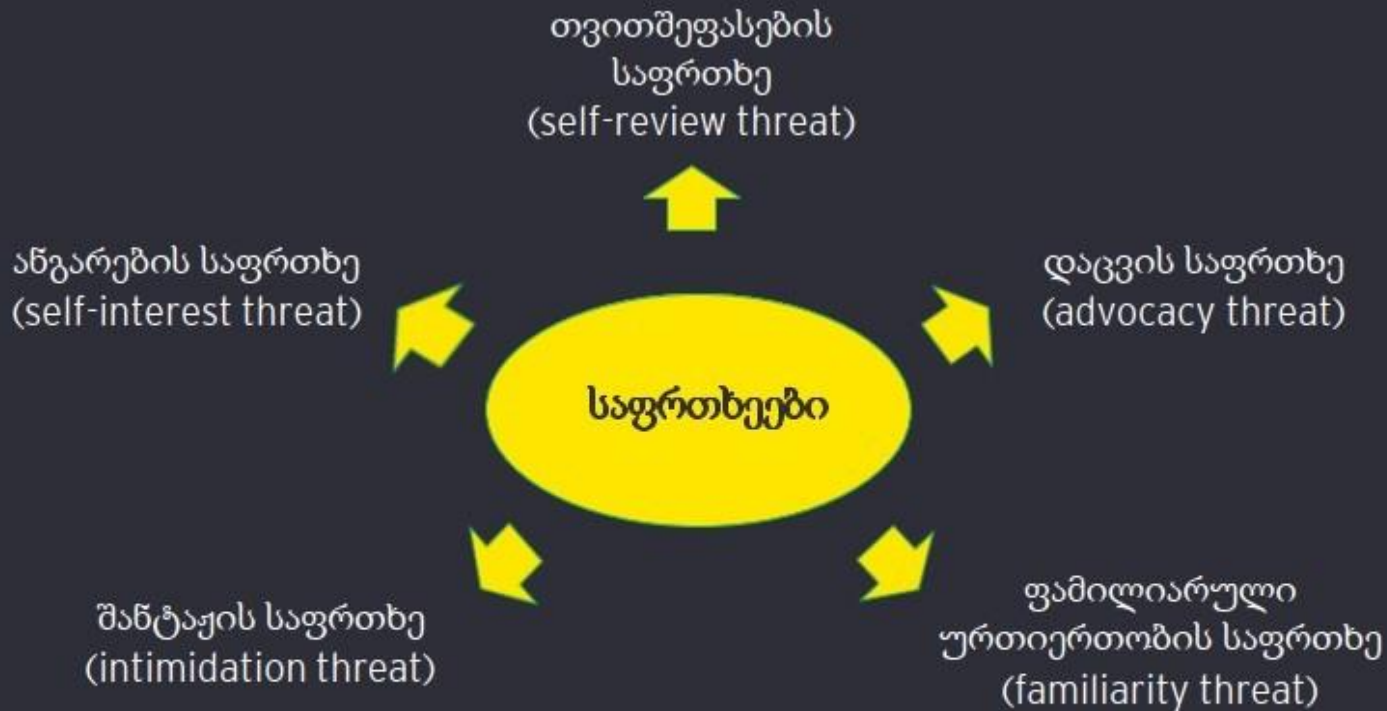 თვითშეფასების
საფრთხე
(self-review threat)
ანგარების საფრთხე
(self-interest threat)
დაცვის საფრთხე
(advocacy threat)
საფრთხეები
შანტაჟის საფრთხე
(intimidation threat)
ფამილიარული
ურთიერთობის საფრთხე
(familiarity threat)